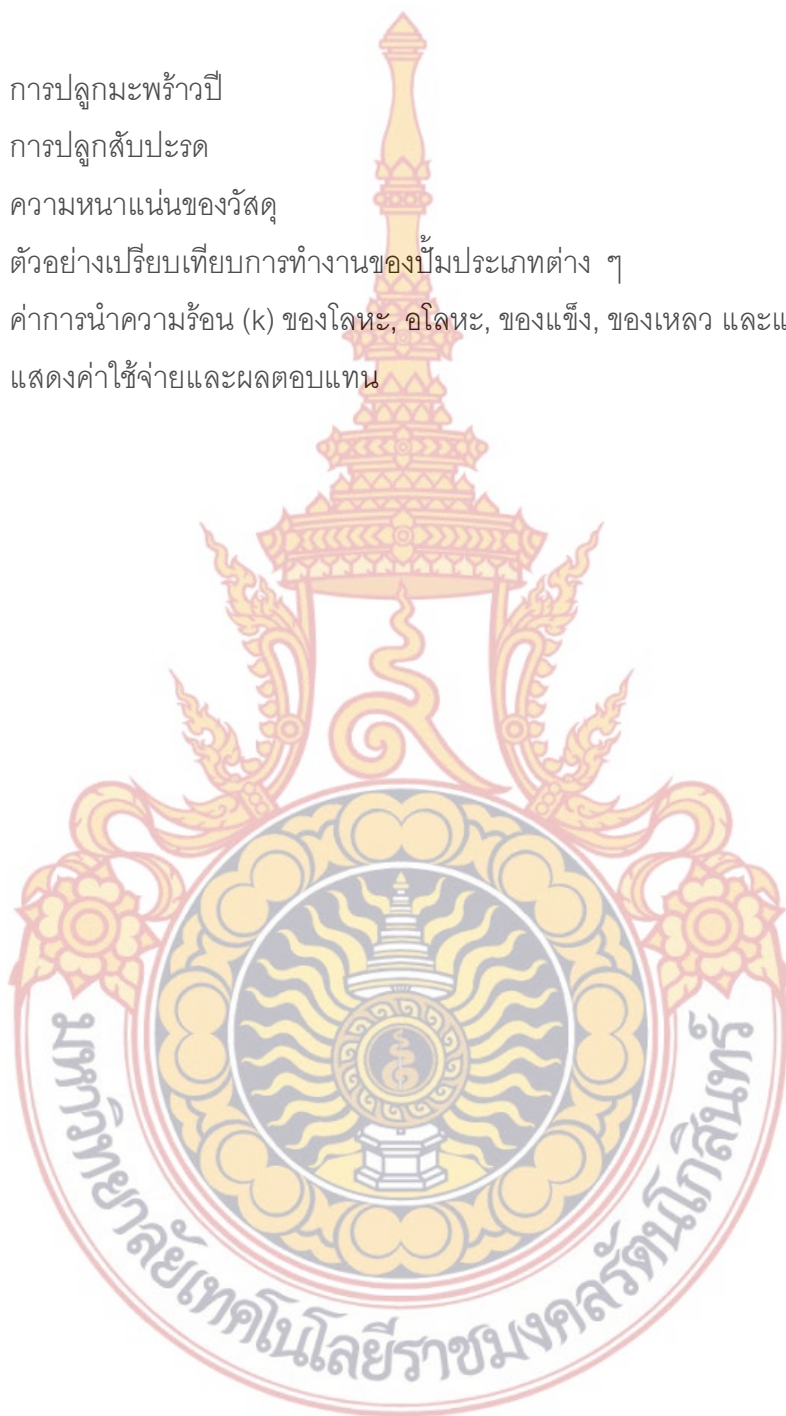 การปลูกมะพร้าวปี
การปลูกสับปะรด
ความหนาแน่นของวัสดุ
ตัวอย่างเปรียบเทียบการทำงานของปั้มประเภทต่าง ๆ
ค่าการนำความร้อน (k) ของโลหะ, อโลหะ, ของแข็ง, ของเหลว และแ
แสดงค่าใช้จ่ายและผลตอบแทน
มหาวิทยาลัยเทคโนโลยีราชมงคลรัตนโกสินทร์